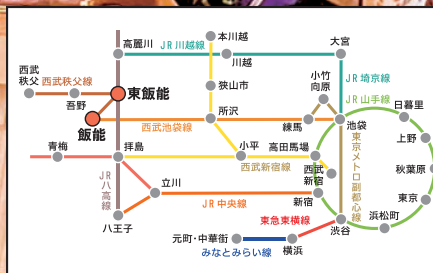 高麗川
JR川越線
本川越
川越
大宮
西武
秩父
西武秩父線
吾野
東飯能
狭山市
小竹
向原
JR埼京線
JR山手線
飯能
西武池袋線
所沢
練馬
池袋
日暮里
上野
青梅
拝島
小平
高田馬場
西武新宿線
西武
新宿
東京メトロ副都心線
秋葉原
JR八高線
立川
JR中央線
新宿
東京
八王子
東急東横線
渋谷
浜松町
元町・中華街
横浜
みなとみらい線